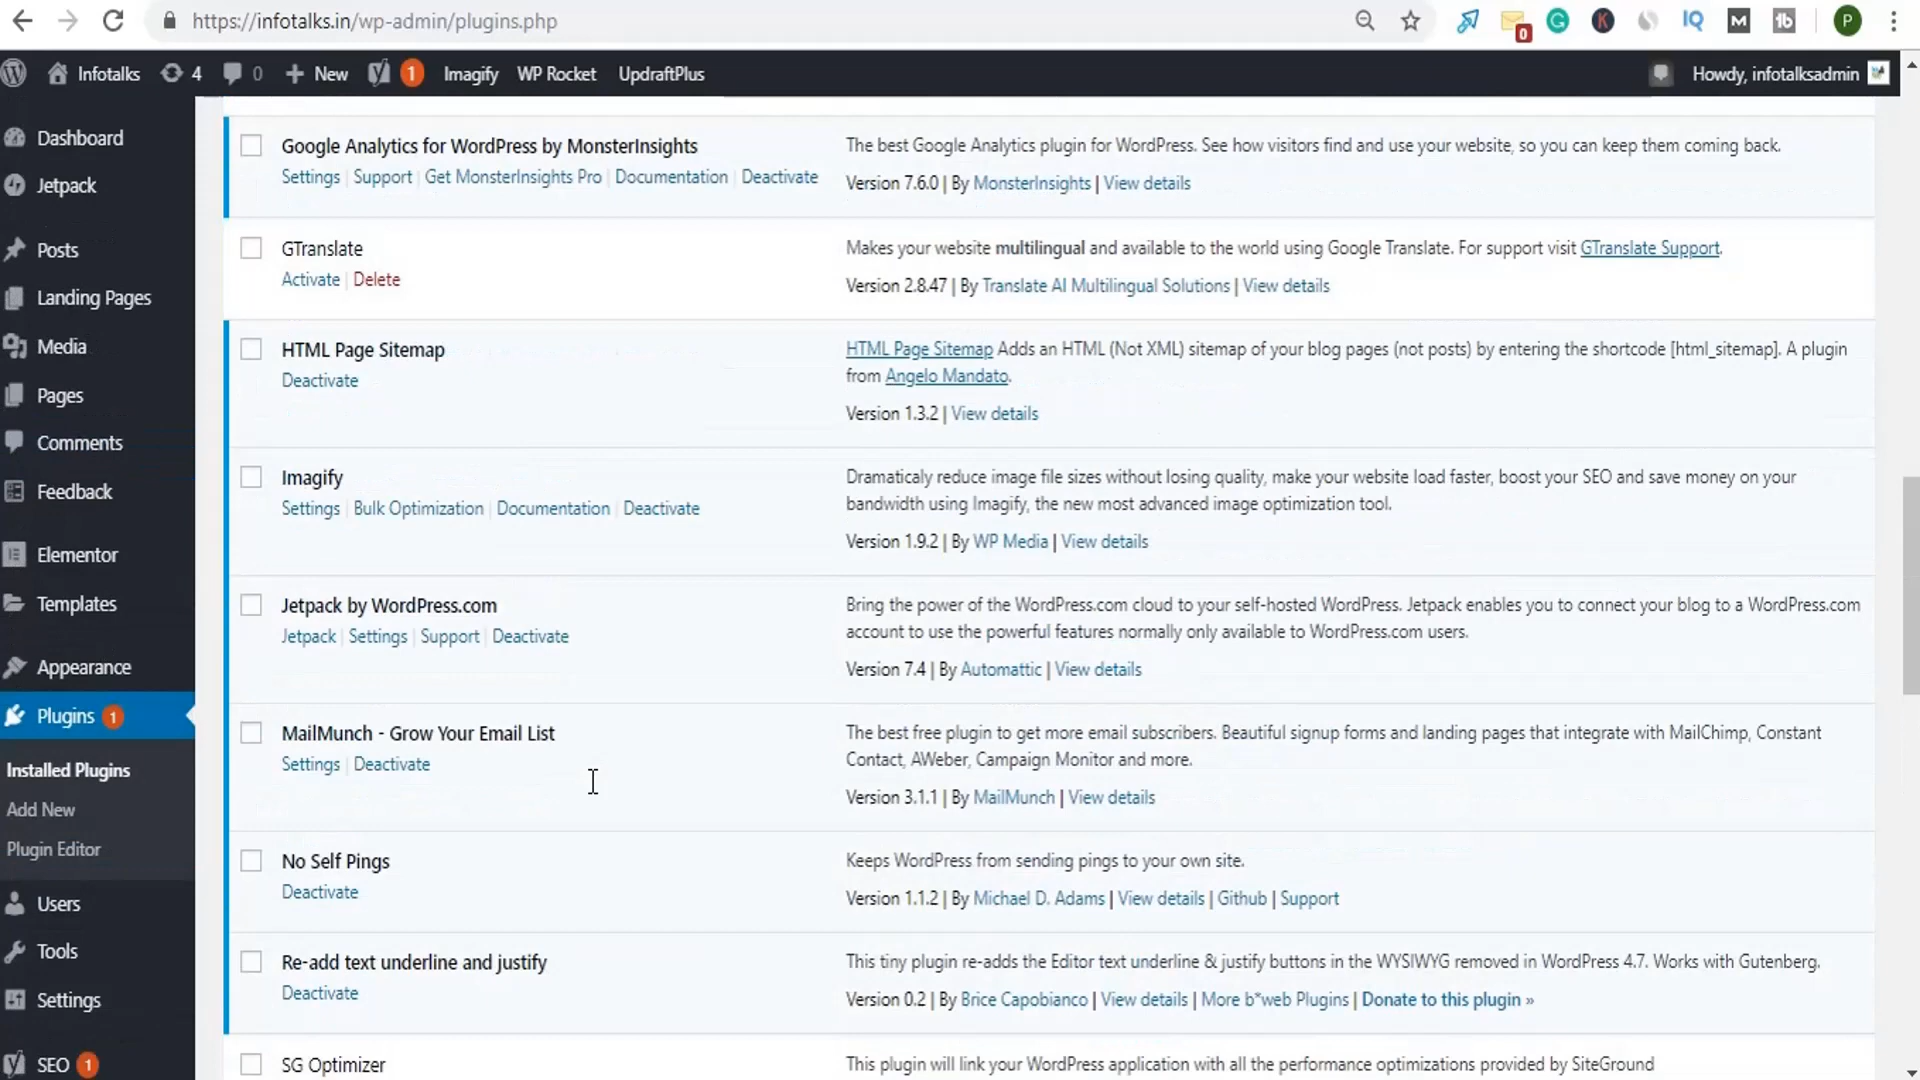 https://infotalks.in/wp-admin/plugins.php
0
G
K
IQ
M
tb
P
Infotalks
4
0
New
1
Imagify
WP Rocket
UpdraftPlus
Howdy, infotalksadmin
Dashboard
Jetpack
Posts
Landing Pages
Media
Pages
Comments
Feedback
Elementor
Templates
Appearance
Plugins 1
Installed Plugins
Add New
Plugin Editor
Users
Tools
Settings
SEO 1
Google Analytics for WordPress by MonsterInsights
Settings | Support | Get MonsterInsights Pro | Documentation | Deactivate
The best Google Analytics plugin for WordPress. See how visitors find and use your website, so you can keep them coming back.
Version 7.6.0 | By MonsterInsights | View details
GTranslate
Activate | Delete
Makes your website multilingual and available to the world using Google Translate. For support visit GTranslate Support.
Version 2.8.47 | By Translate AI Multilingual Solutions | View details
HTML Page Sitemap
Deactivate
HTML Page Sitemap Adds an HTML (Not XML) sitemap of your blog pages (not posts) by entering the shortcode [html_sitemap]. A plugin
from Angelo Mandato.
Version 1.3.2 | View details
Imagify
Settings | Bulk Optimization | Documentation | Deactivate
Dramaticaly reduce image file sizes without losing quality, make your website load faster, boost your SEO and save money on your
bandwidth using Imagify, the new most advanced image optimization tool.
Version 1.9.2 | By WP Media | View details
Jetpack by WordPress.com
Jetpack | Settings | Support | Deactivate
Bring the power of the WordPress.com cloud to your self-hosted WordPress. Jetpack enables you to connect your blog to a WordPress.com
account to use the powerful features normally only available to WordPress.com users.
Version 7.4 | By Automattic | View details
MailMunch - Grow Your Email List
Settings | Deactivate
The best free plugin to get more email subscribers. Beautiful signup forms and landing pages that integrate with MailChimp, Constant
Contact, AWeber, Campaign Monitor and more.
Version 3.1.1 | By MailMunch | View details
No Self Pings
Deactivate
Keeps WordPress from sending pings to your own site.
Version 1.1.2 | By Michael D. Adams | View details | Github | Support
Re-add text underline and justify
Deactivate
This tiny plugin re-adds the Editor text underline & justify buttons in the WYSIWYG removed in WordPress 4.7. Works with Gutenberg.
Version 0.2 | By Brice Capobianco | View details | More b*web Plugins | Donate to this plugin »
SG Optimizer
This plugin will link your WordPress application with all the performance optimizations provided by SiteGround